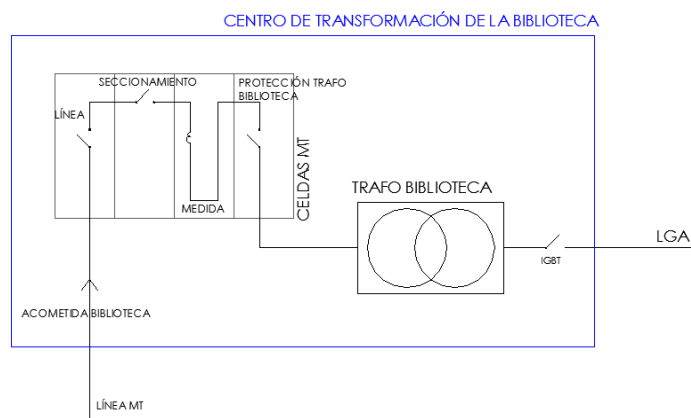 CENTRO DE TRANSFORMACIÓN DE LA BIBLIOTECA
SECCIONAMIENTO
PROTECCIÓN TRAFO
BIBLIOTECA
LÍNEA
CELDAS MT
MEDIDA
TRAFO BIBLIOTECA
LGA
IGBT
ACOMETIDA BIBLIOTECA
LÍNEA MT